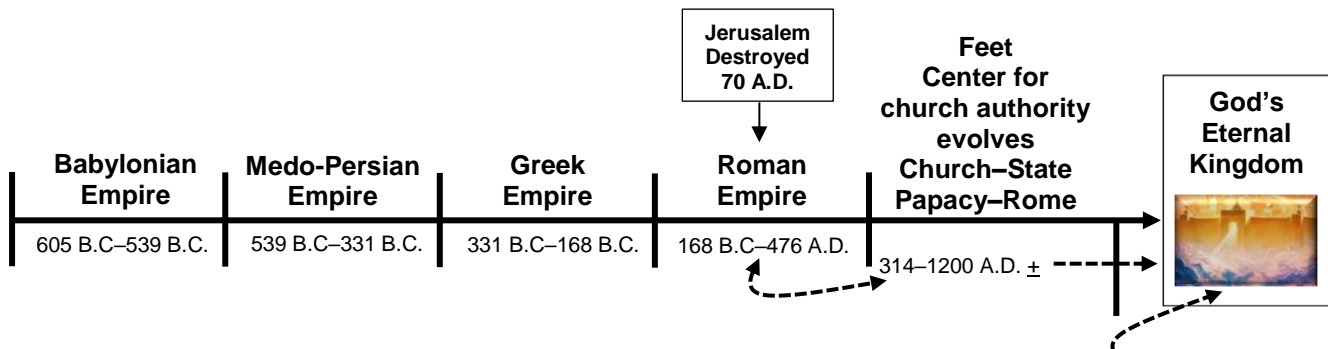 Jerusalem
Destroyed
70 A.D.
Feet
Center for
church authority
evolves
Church–State
Papacy–Rome
God’s
Eternal
Kingdom
Babylonian
Empire
Medo-Persian
Empire
Greek
Empire
Roman
Empire
605 B.C–539 B.C.
539 B.C–331 B.C.
331 B.C–168 B.C.
168 B.C–476 A.D.
314–1200 A.D. ±